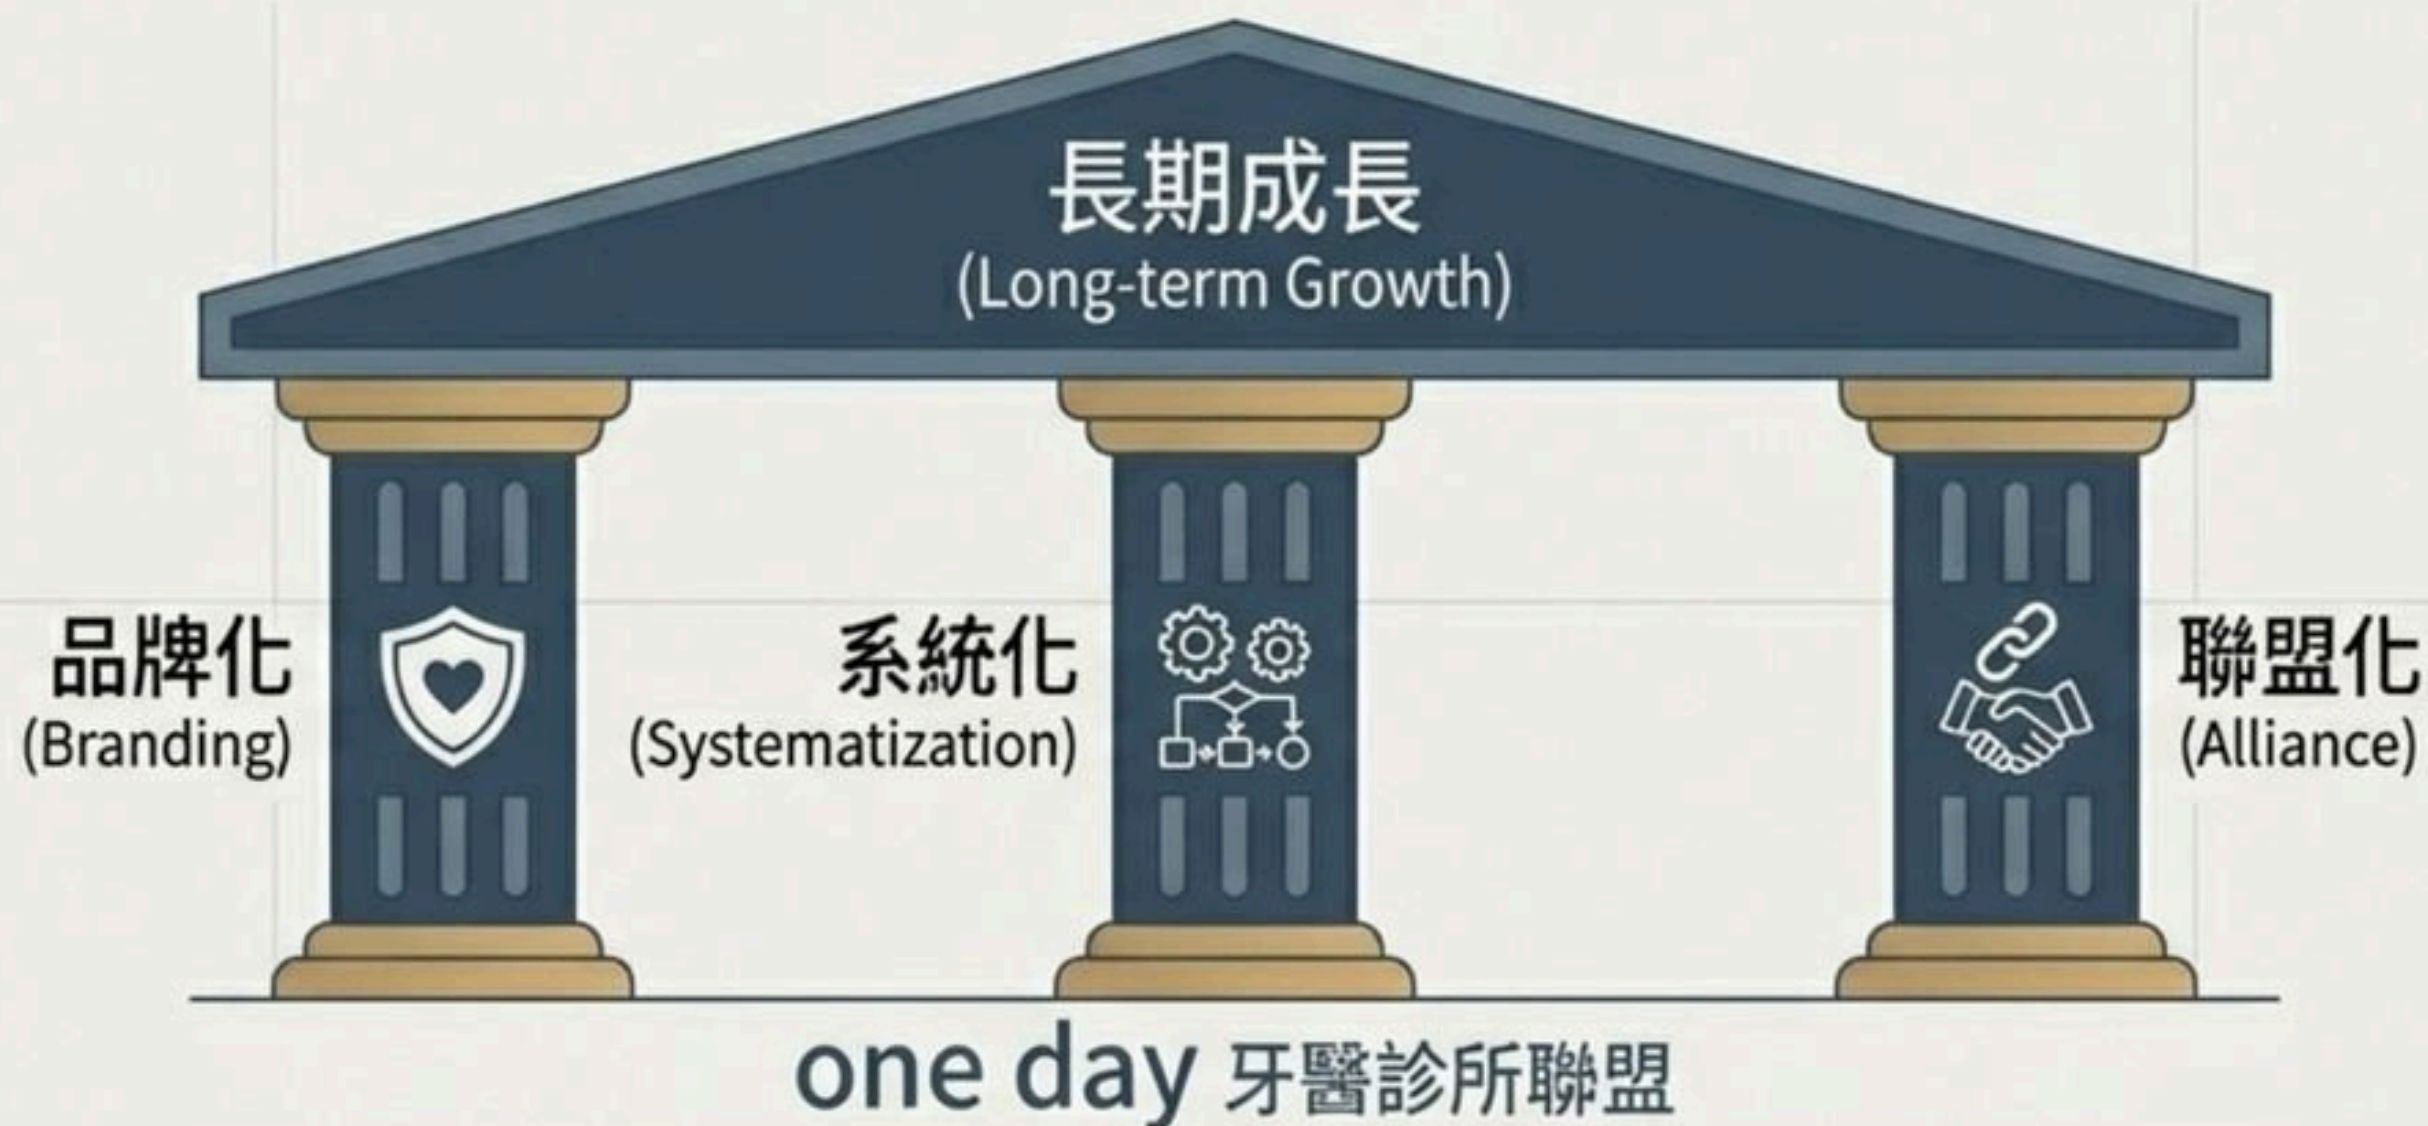 長期成長
(Long-term Growth)
品牌化
(Branding)
系統化
(Systematization)
聯盟化
(Alliance)
one day 牙醫診所聯盟